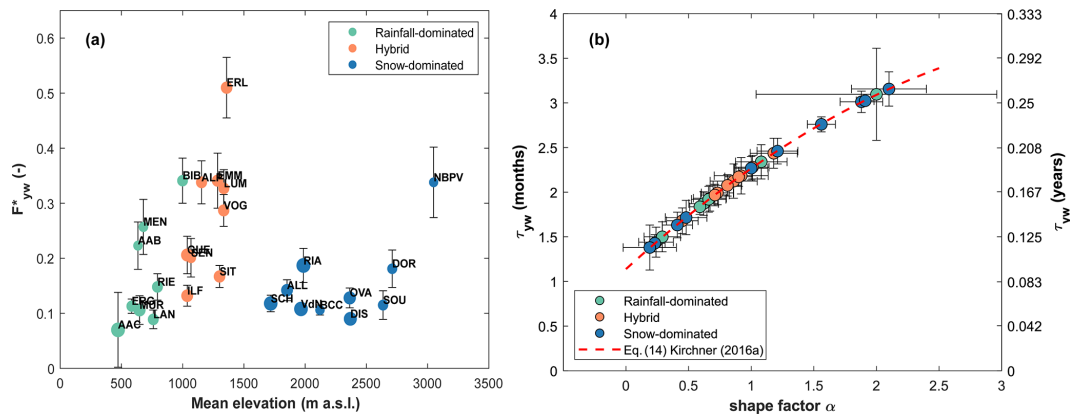 (a)
Rainfall-dominated
Hybrid
Snow-dominated
0.6
0.5
0.4
0.3
0.2
0.1
0
F*yw (-)
ERL
BIB
ALP
EMM
LUM
VOG
NBPV
MEN
AAB
GUE
SEN
SIT
RIA
DOR
RIE
ILF
ERG
MUR
LAN
AAC
ALL
SCH
VdN
BCC
OVA
DIS
SOU
0 500 1000 1500 2000 2500 3000 3500
Mean elevation (m a.s.l.)
(b)
4
3.5
3
2.5
2
1.5
1
0.5
0
τyw (months)
0.333
0.292
0.25
0.208
0.167
0.125
0.083
0.042
0
τyw (years)
Rainfall-dominated
Hybrid
Snow-dominated
Eq. (14) Kirchner (2016a)
0 0.5 1 1.5 2 2.5 3
shape factor α